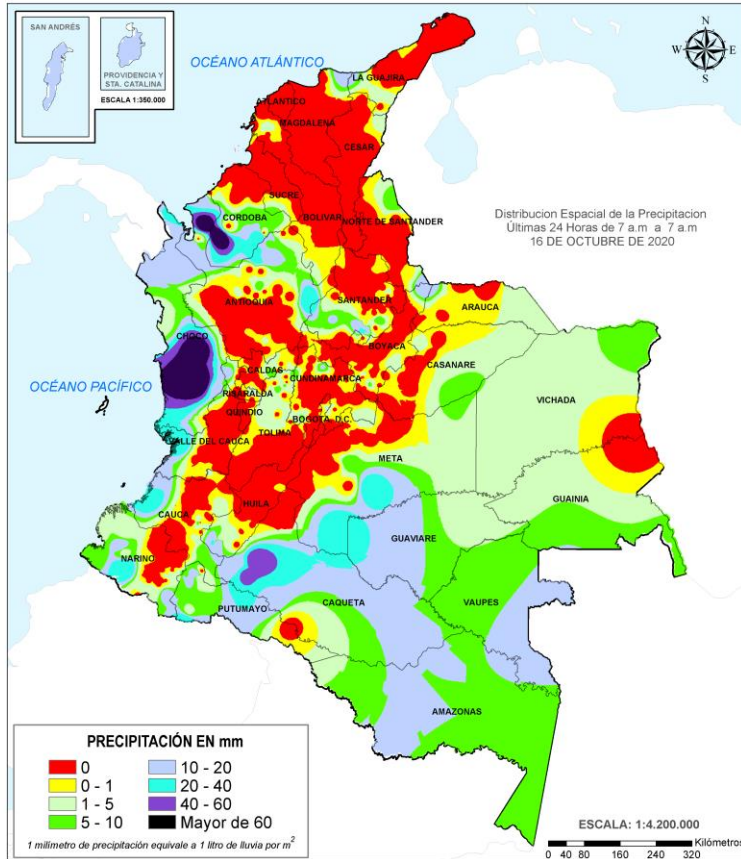 SAN ANDRÉS
PROVIDENCIA Y
STA. CATALINA
ESCALA 1:350.000
OCÉANO ATLÁNTICO
N
W
E
S
LA GUAJIRA
ATLANTICO
MAGDALENA
CESAR
SUCRE
CORDOBA
BOLIVAR
NORTE DE SANTANDER
Distribucion Espacial de la Precipitacion
Últimas 24 Horas de 7 a.m a 7 a.m
16 DE OCTUBRE DE 2020
ANTIOQUIA
SANTANDER
ARAUCA
CHOCO
BOYACA
CASANARE
OCÉANO PACÍFICO
CALDAS
CUNDINAMARCA
RISARALDA
VICHADA
QUINDIO
BOGOTA, D.C.
TOLIMA
VALLE DEL CAUCA
META
GUAINIA
HUILA
CAUCA
GUAVIARE
NARIÑO
CAQUETA
VAUPES
PUTUMAYO
AMAZONAS
PRECIPITACIÓN EN mm
0
0 - 1
1 - 5
5 - 10
10 - 20
20 - 40
40 - 60
Mayor de 60
1 milímetro de precipitación equivale a 1 litro de lluvia por m²
ESCALA: 1:4.200.000
Kilómetros
0 40 80 160 240 320